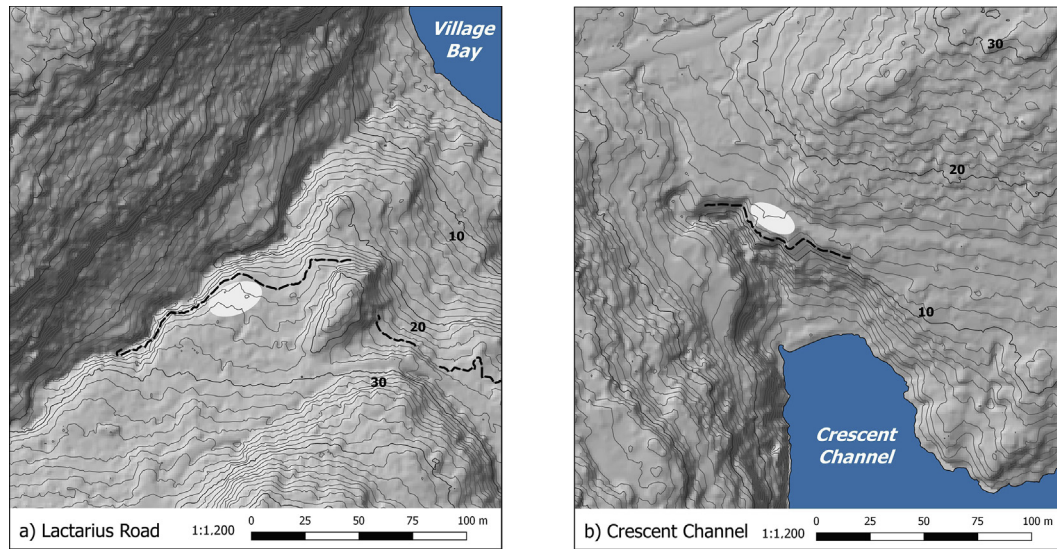 Village
Bay
10
20
30
a) Lactarius Road
1:1,200
0 25 50 75 100 m
30
20
10
Crescent
Channel
b) Crescent Channel
1:1,200
0 25 50 75 100 m